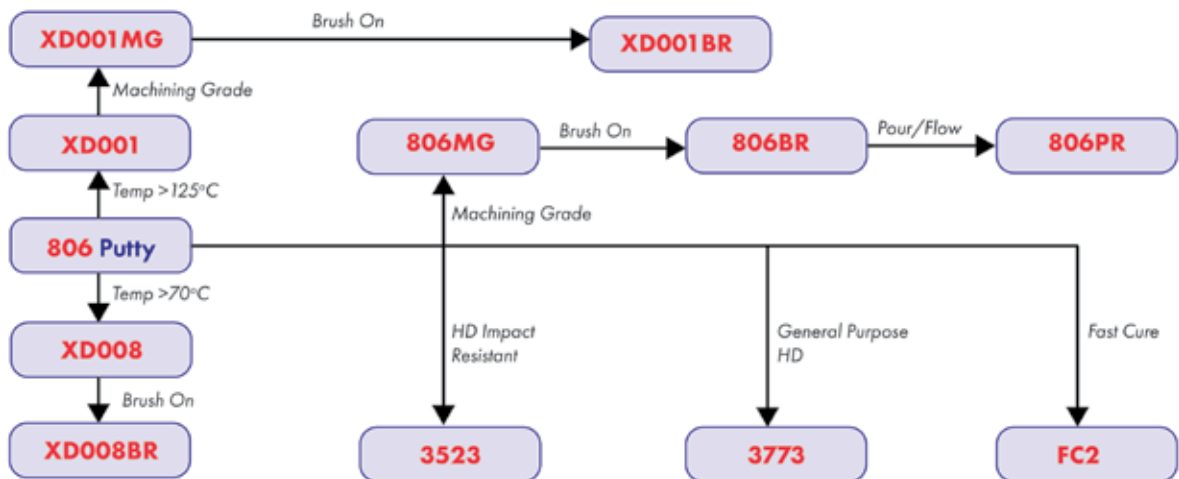 XD001MG
Brush On
XD001BR
Machining Grade
XD001
806MG
Brush On
806BR
Pour/Flow
806PR
Temp >125°C
Machining Grade
806 Putty
Temp >70°C
XD008
HD Impact
Resistant
General Purpose
HD
Fast Cure
Brush On
XD008BR
3523
3773
FC2